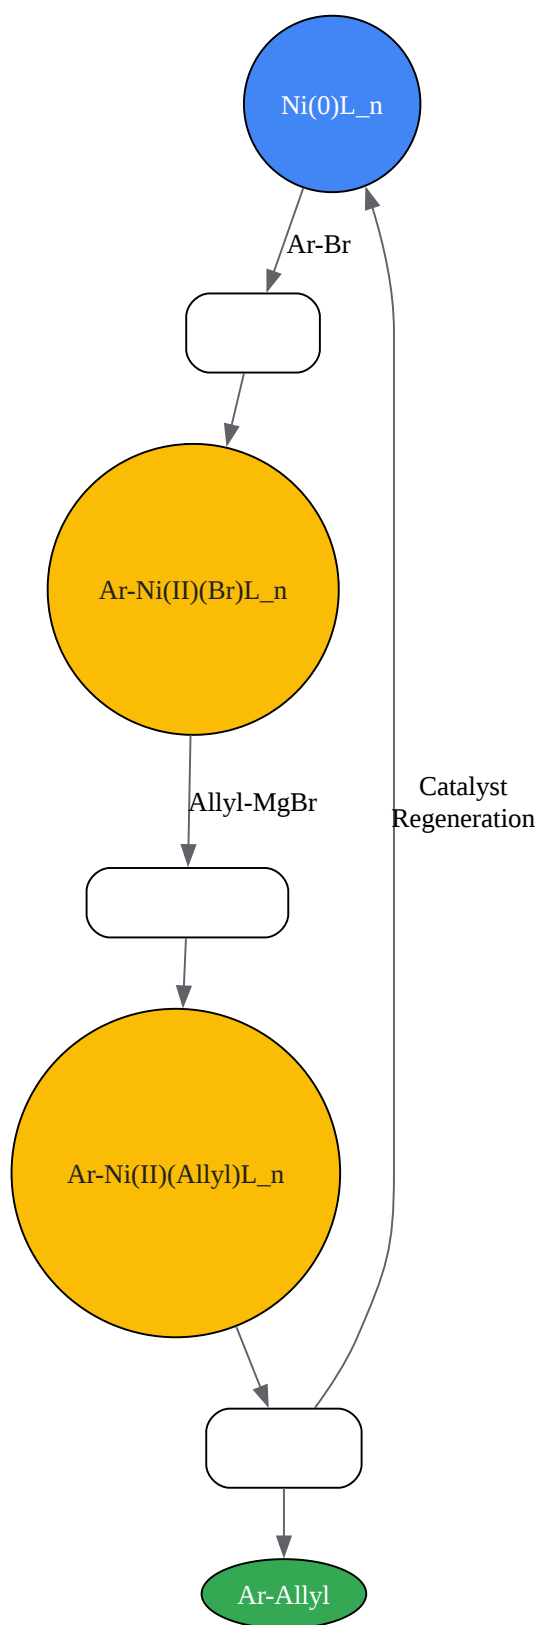 Ni(0)L_n
Ar-Br
Ar-Ni(II)(Br)L_n
Catalyst
Regeneration
Allyl-MgBr
Ar-Ni(II)(Allyl)L_n
Ar-Allyl